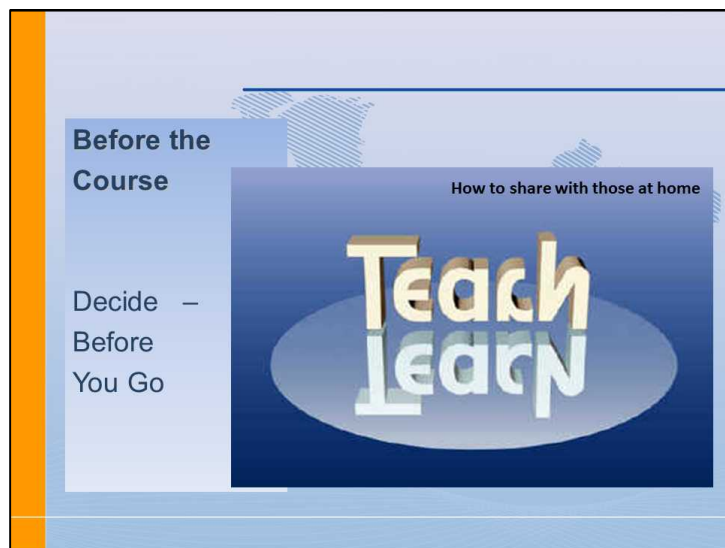 Before the
Course
Decide –
Before
You Go
How to share with those at home
Teach
Learn